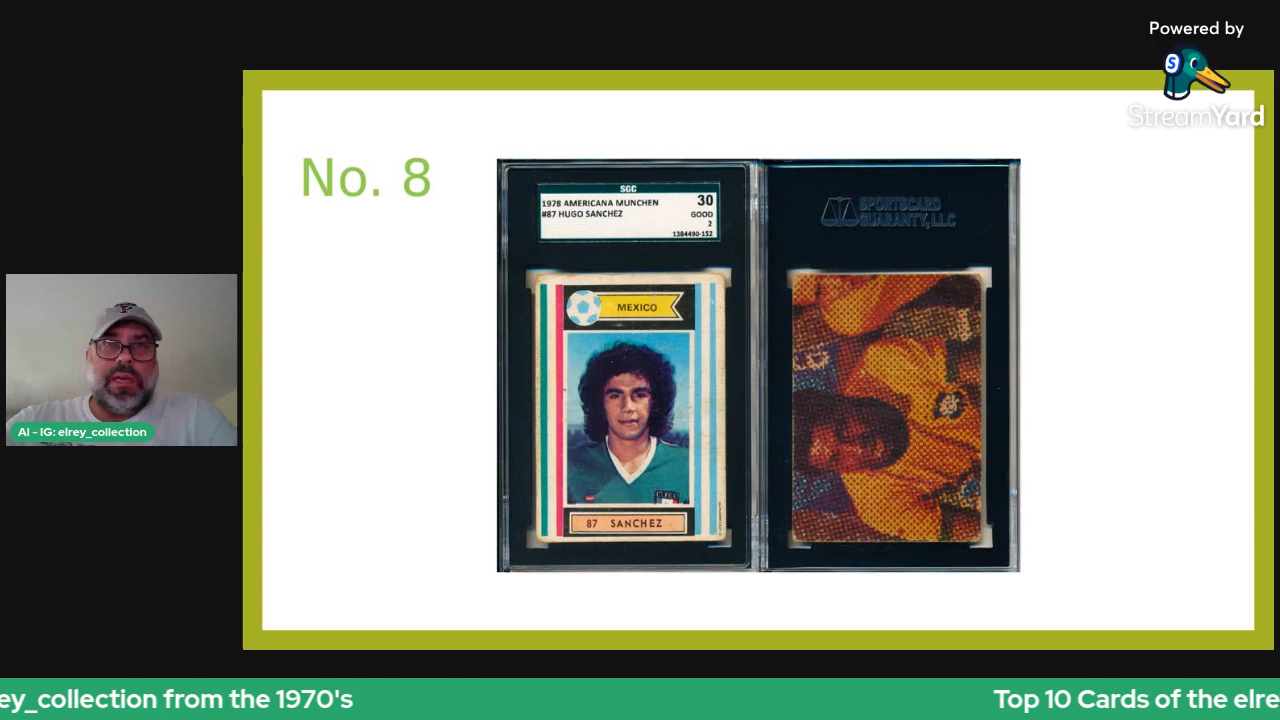 Powered by
StreamYard
No. 8
SGC
1978 AMERICANA MUNCHEN
30
#87 HUGO SANCHEZ
GOOD
2
1384490-152
SPORTSCARD
GUARANTY, LLC
MEXICO
87 SANCHEZ
AI - IG: elrey_collection
ey_collection from the 1970's
Top 10 Cards of the elre